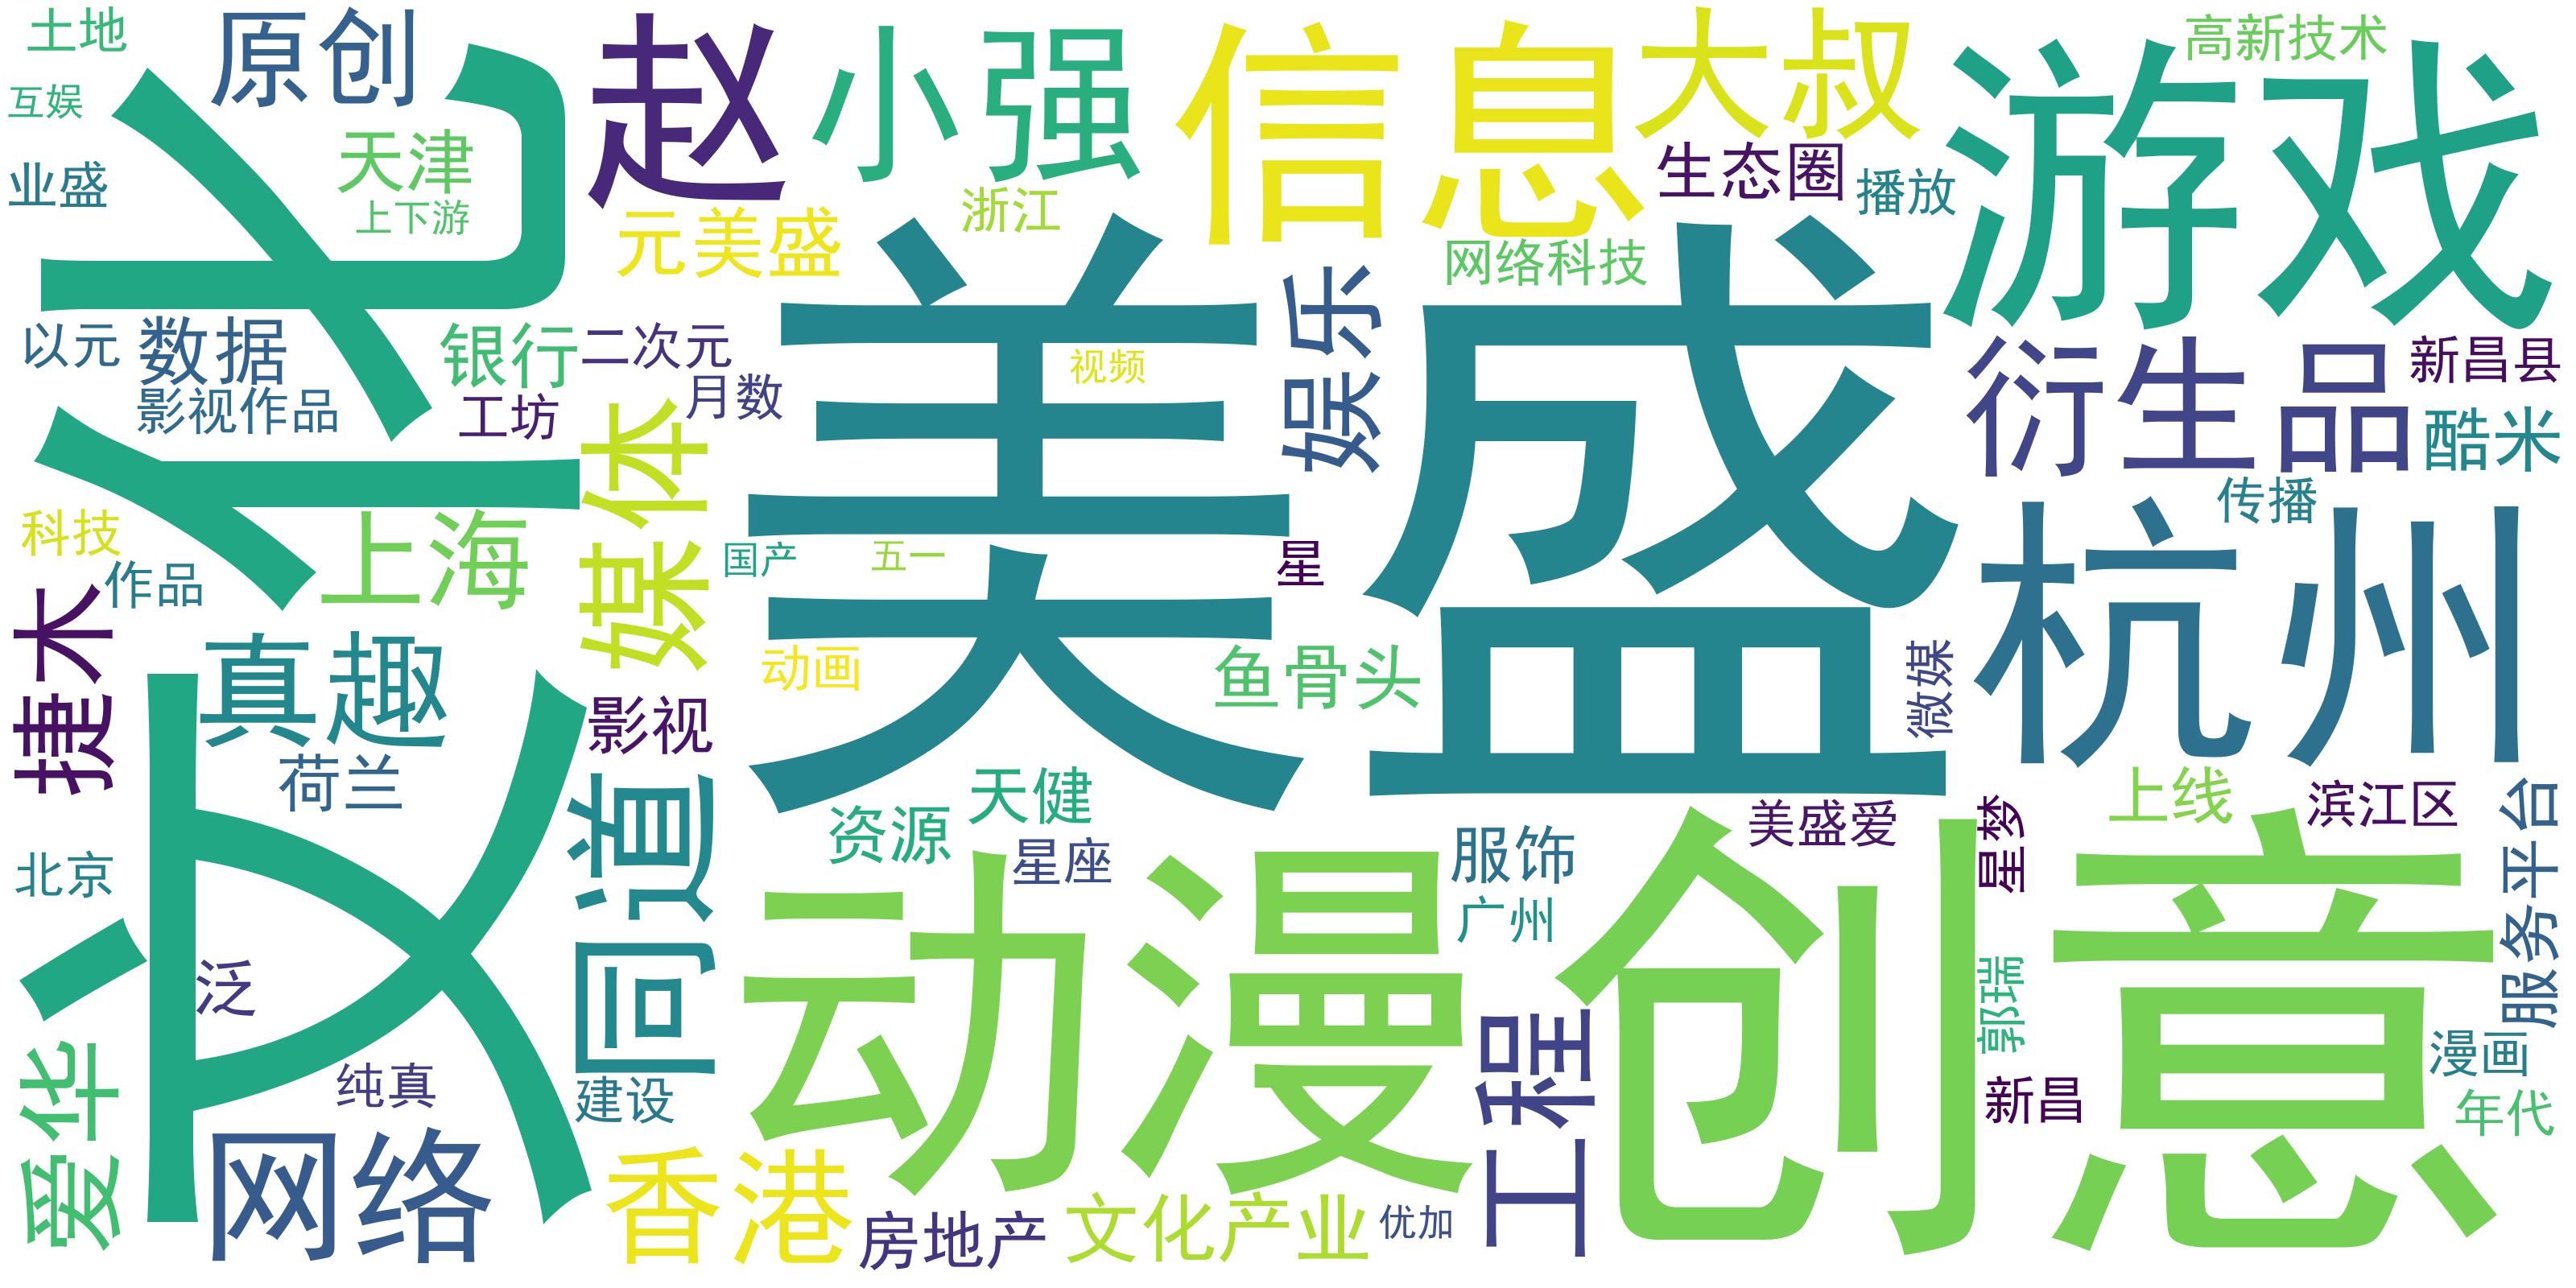 土地
原创
赵
小强
信息
大叔
游戏
高新技术
互娱
业盛
天津
上下游
元美盛
浙江
网络科技
生态圈
播放
文化
以元
数据
影视作品
银行
工坊
二次元
月数
媒体
美盛
视频
娱乐
衍生品
新昌县
酷米
传播
杭州
科技
作品
上海
捷木
真趣
荷兰
影视
国产
五一
动画
星
鱼骨头
微媒
北京
泛
同道
资源
天健
星座
服饰
广州
美盛爱
星梦
上线
滨江区
服务平台
爱华
纯真
网络
建设
动漫
创意
工程
郭瑞
新昌
漫画
年代
香港
房地产
文化产业
优加